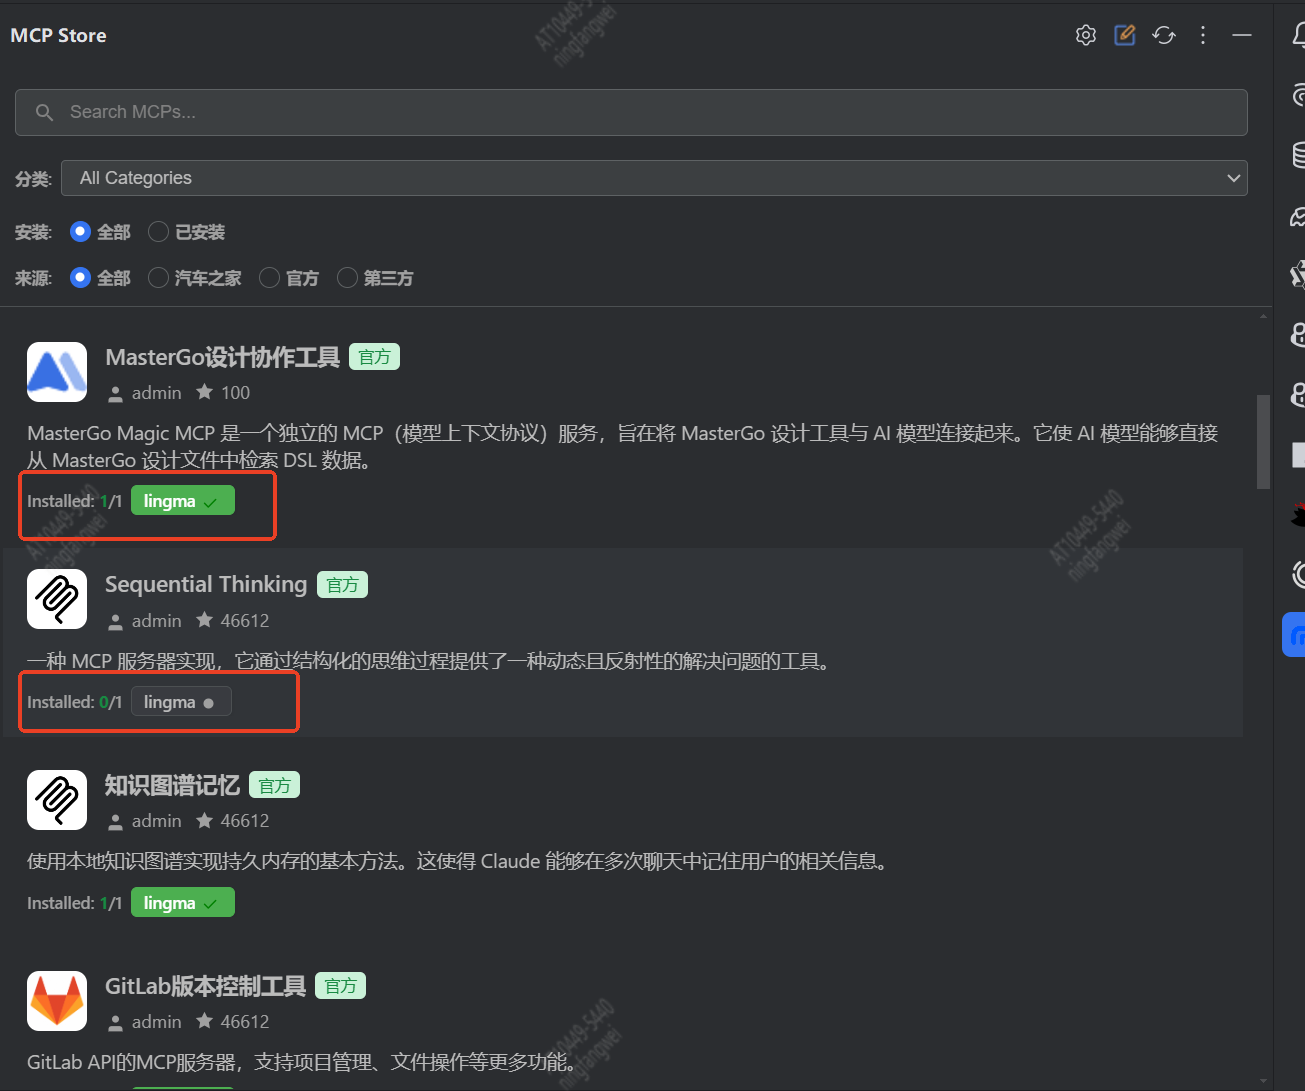 MCP Store
Search MCPs...
分类: All Categories
安装: 全部 已安装
来源: 全部 汽车之家 官方 第三方
MasterGo设计协作工具 官方
admin 100
MasterGo Magic MCP 是一个独立的 MCP（模型上下文协议）服务，旨在将 MasterGo 设计工具与 AI 模型连接起来。它使 AI 模型能够直接
从 MasterGo 设计文件中检索 DSL 数据。
Installed: 1/1 lingma
Sequential Thinking 官方
admin 46612
一种 MCP 服务器实现，它通过结构化的思维过程提供了一种动态且反射性的解决问题的工具。
Installed: 0/1 lingma
知识图谱记忆 官方
admin 46612
使用本地知识图谱实现持久内存的基本方法。这使得 Claude 能够在多次聊天中记住用户的相关信息。
Installed: 1/1 lingma
GitLab版本控制工具 官方
admin 46612
GitLab API的MCP服务器，支持项目管理、文件操作等更多功能。
AT10449-5440
ningfangwei